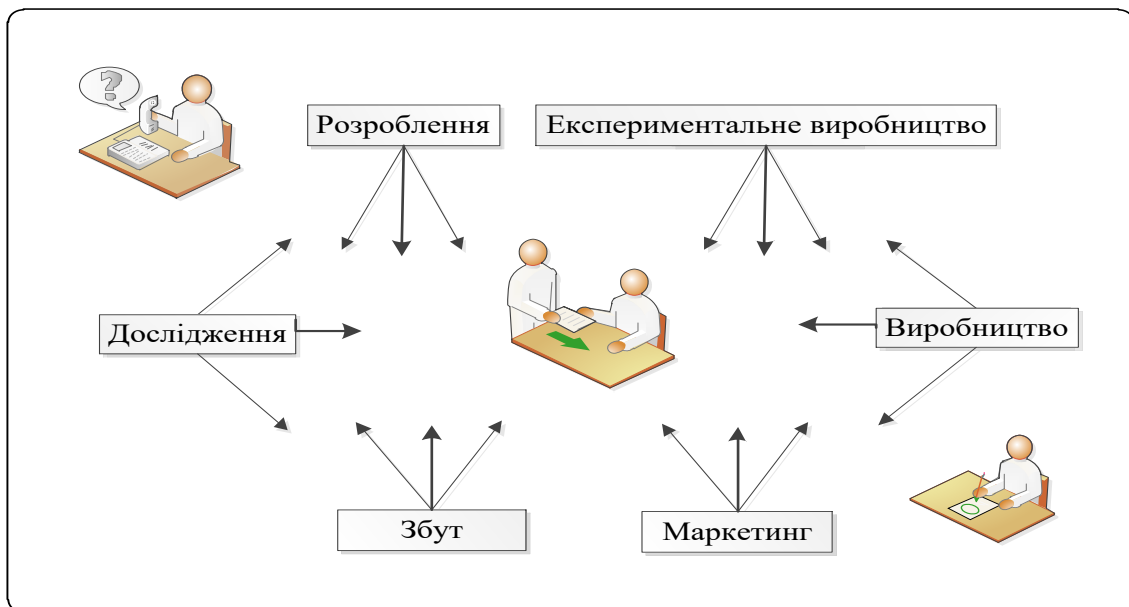 ?
Розроблення
Експериментальне виробництво
Дослідження
Виробництво
Збут
Маркетинг